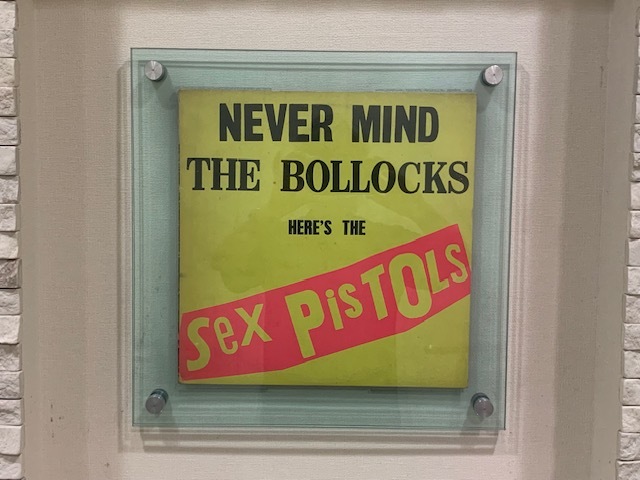 NEVER MIND
THE BOLLOCKS
HERE'S THE
Sex PisTOLs